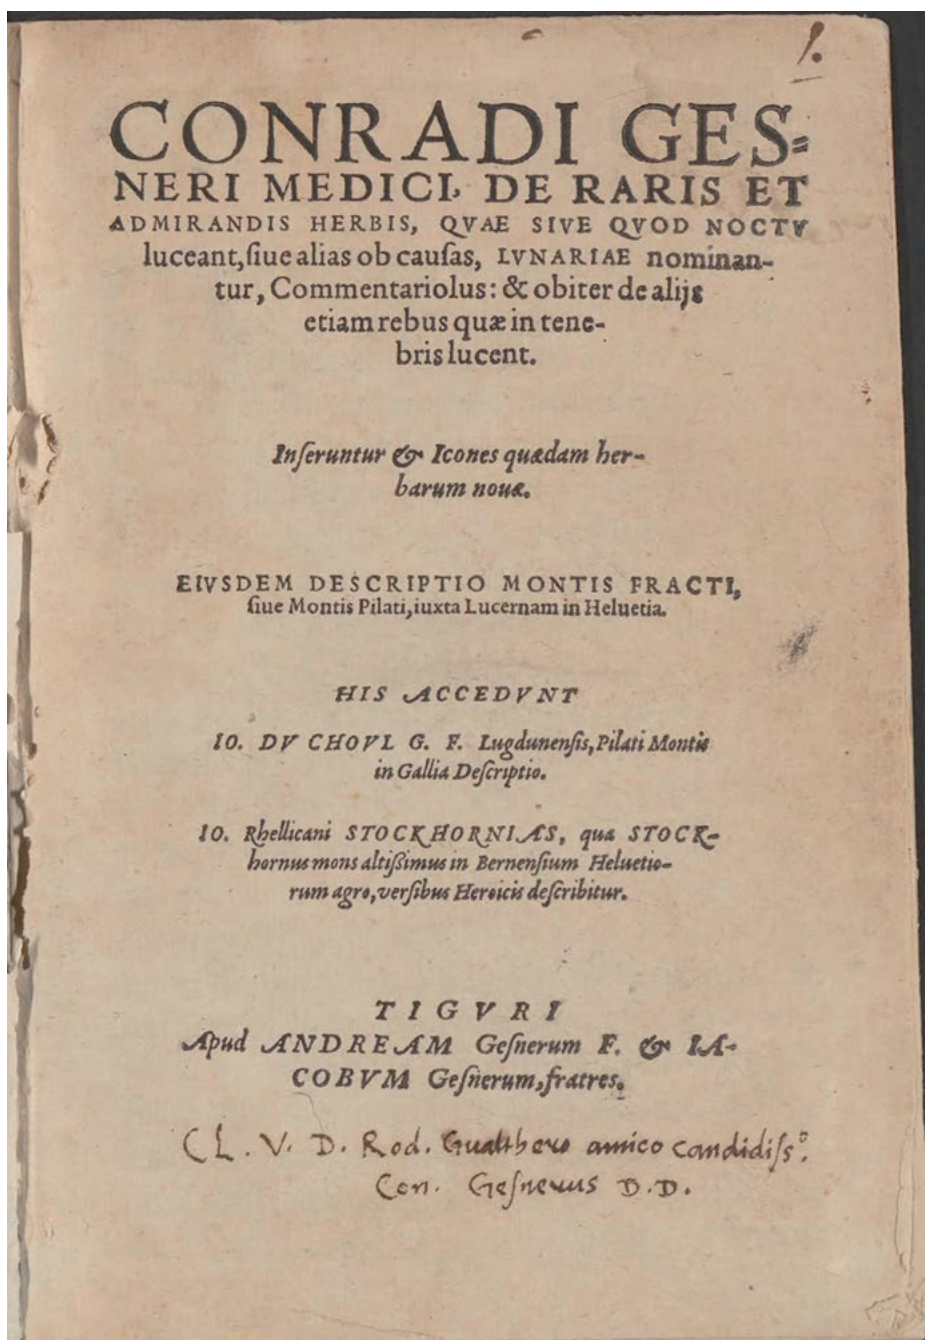 1.
CONRADI GES-
NERI MEDICI, DE RARIS ET
ADMIRANDIS HERBIS, QVAE SIVE QVOD NOCTV
luceant, ſiue alias ob cauſas, LVNARIAE nominan-
tur, Commentariolus: & obiter de alijs
etiam rebus quæ in tene-
bris lucent.
Inſeruntur & Icones quædam her-
barum nouæ.
EIVSDEM DESCRIPTIO MONTIS FRACTI,
ſiue Montis Pilati, iuxta Lucernam in Heluetia.
HIS ACCEDVNT
IO. DV CHOVL G. F. Lugdunenſis, Pilati Montis
in Gallia Deſcriptio.
IO. Rhellicani STOCKHORNIAS, qua STOCK-
hornus mons altißimus in Bernenſium Heluetio-
rum agro, verſibus Heroicis deſcribitur.
TIGVRI
Apud ANDREAM Geſnerum F. & IA-
COBVM Geſnerum, fratres.
CL. V. D. Rod. Gualthero amico candidiſs°.
Con. Geſnerus D.D.